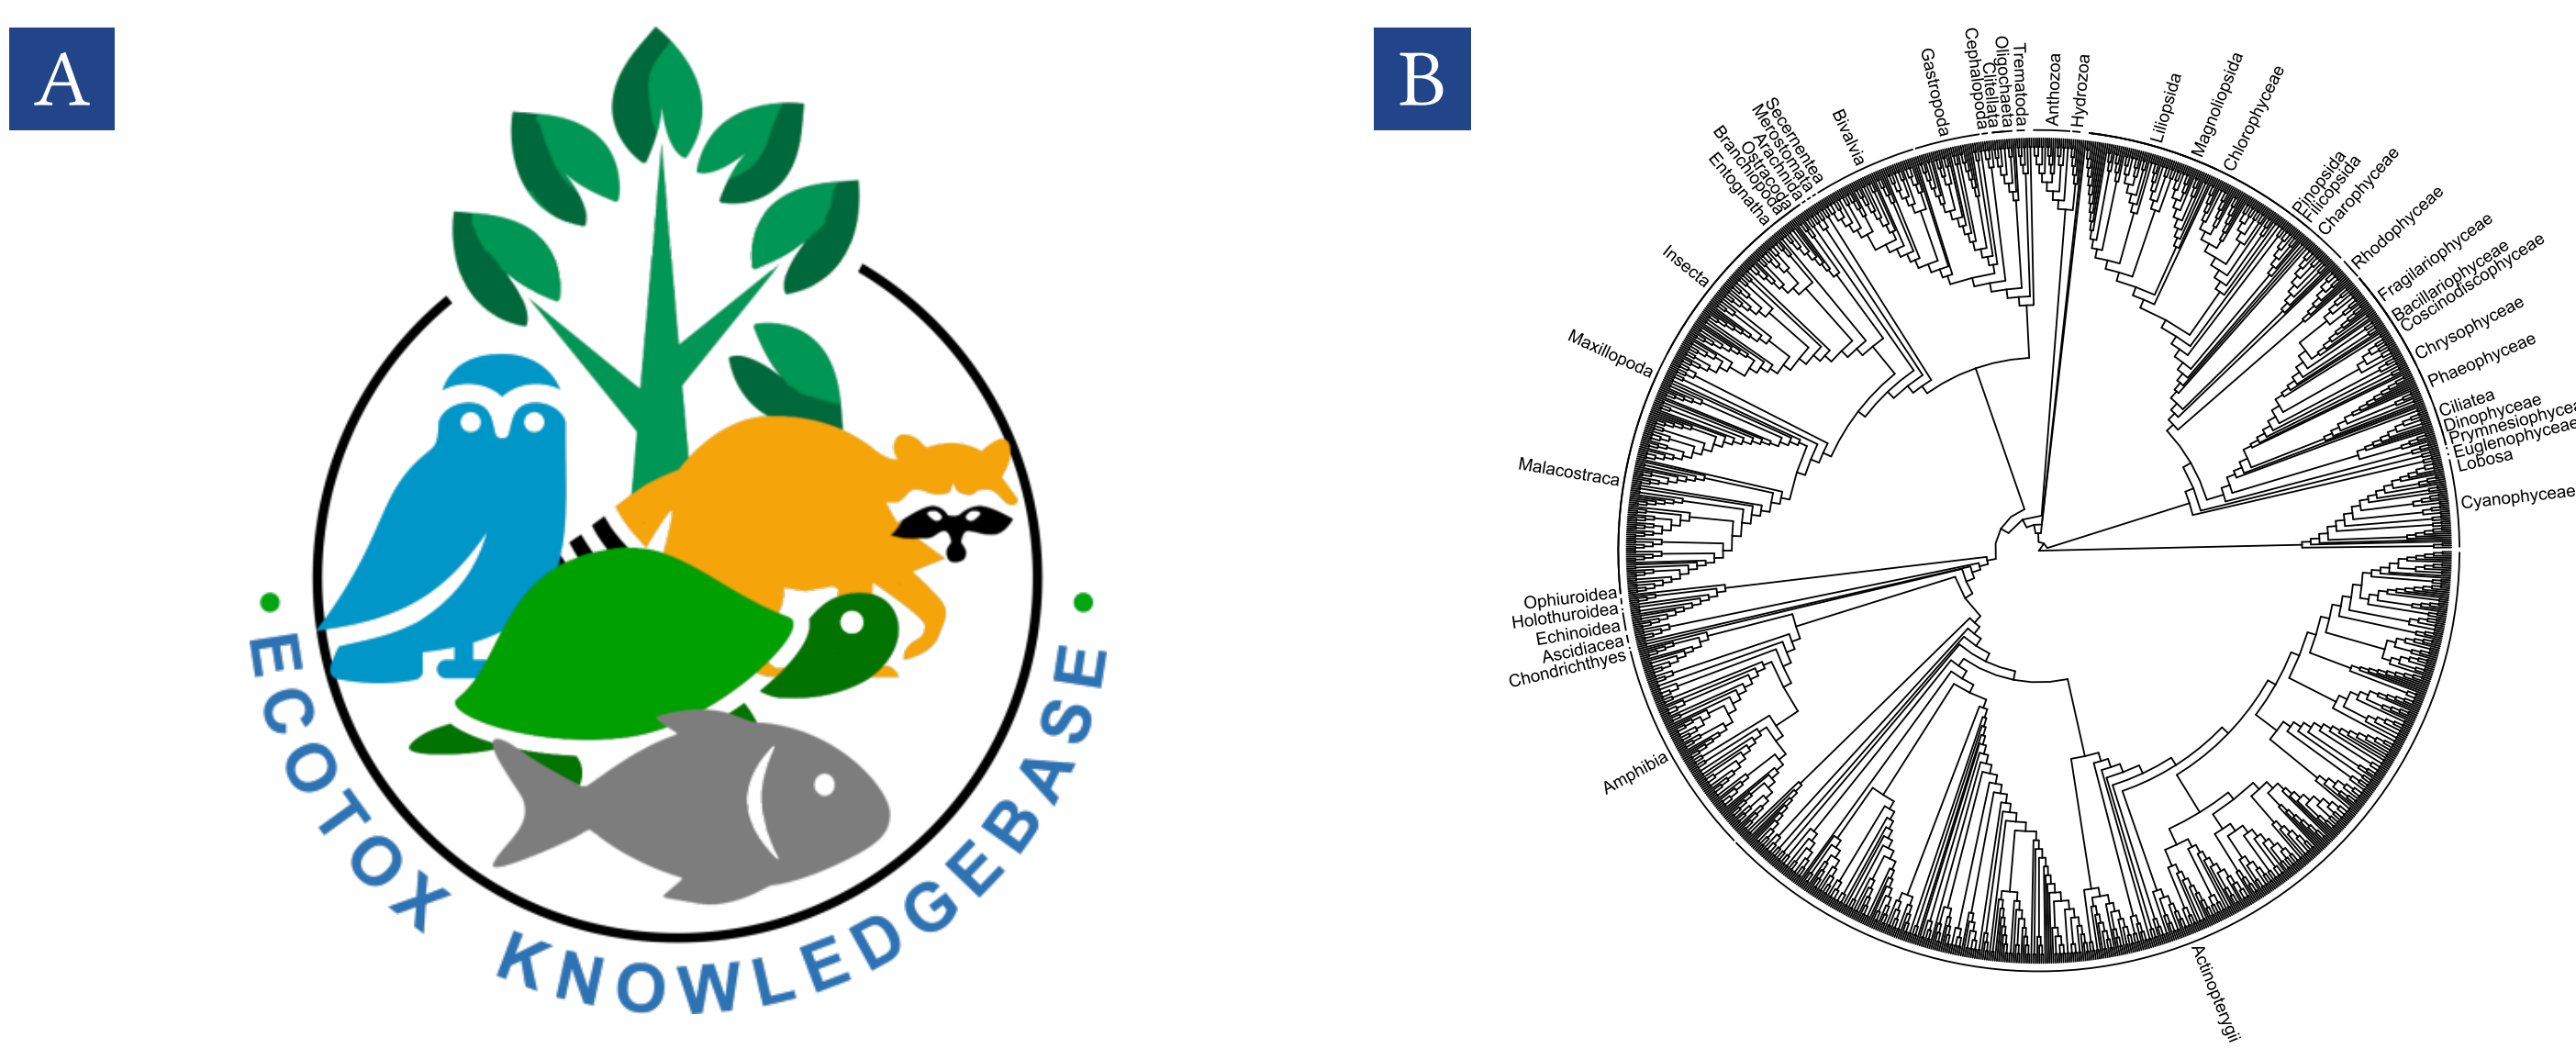 A
ECOTOX KNOWLEDGEBASE
B
Entognatha
Branchiopoda
Ostracoda
Arachnida
Merostomata
Secernentea
Bivalvia
Gastropoda
Cephalopoda
Clitellata
Oligochaeta
Trematoda
Anthozoa
Hydrozoa
Liliopsida
Magnoliopsida
Chlorophyceae
Pinopsida
Filicopsida
Charophyceae
Rhodophyceae
Fragilariophyceae
Bacillariophyceae
Coscinodiscophyceae
Chrysophyceae
Phaeophyceae
Ciliatea
Dinophyceae
Prymnesiophycea
Euglenophyceae
Lobosa
Cyanophyceae
Actinopterygii
Amphibia
Chondrichthyes
Ascidiacea
Echinoidea
Holothuroidea
Ophiuroidea
Malacostraca
Maxillopoda
Insecta